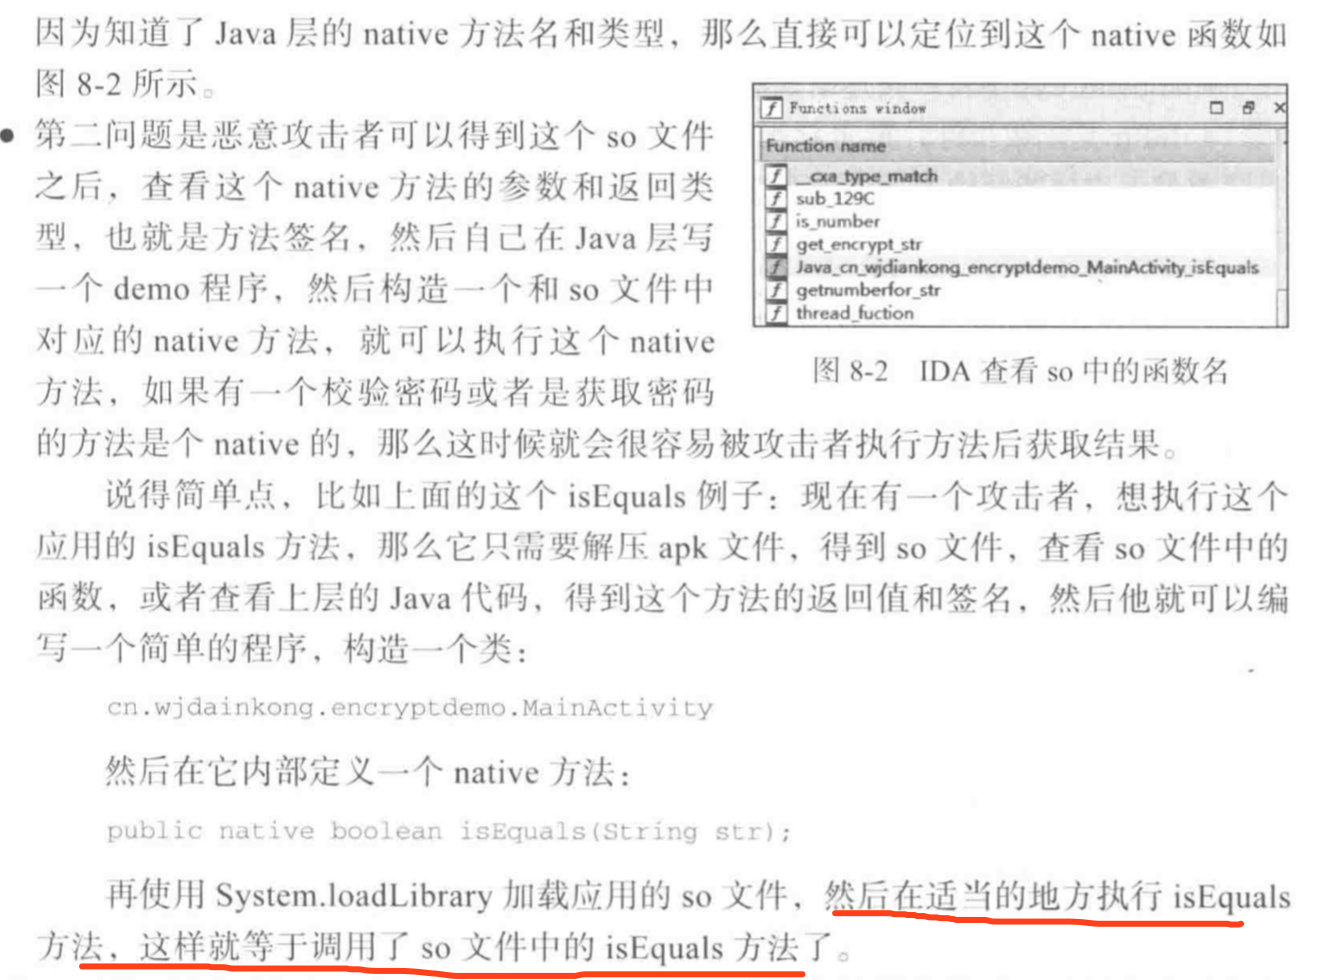 因为知道了 Java 层的 native 方法名和类型，那么直接可以定位到这个 native 函数如
图 8-2 所示。
● 第二问题是恶意攻击者可以得到这个 so 文件
之后，查看这个 native 方法的参数和返回类
型，也就是方法签名，然后自己在 Java 层写
一个 demo 程序，然后构造一个和 so 文件中
对应的 native 方法，就可以执行这个 native
方法，如果有一个校验密码或者是获取密码
Functions window
Function name
__cxa_type_match
sub_129C
is_number
get_encrypt_str
Java_cn_wjdiankong_encryptdemo_MainActivity_isEquals
getnumberfor_str
thread_fuction
图 8-2 IDA 查看 so 中的函数名
的方法是个 native 的，那么这时候就会很容易被攻击者执行方法后获取结果。
说得简单点，比如上面的这个 isEquals 例子：现在有一个攻击者，想执行这个
应用的 isEquals 方法，那么它只需要解压 apk 文件，得到 so 文件，查看 so 文件中的
函数，或者查看上层的 Java 代码，得到这个方法的返回值和签名，然后他就可以编
写一个简单的程序，构造一个类：
cn.wjdainkong.encryptdemo.MainActivity
然后在它内部定义一个 native 方法：
public native boolean isEquals(String str);
再使用 System.loadLibrary 加载应用的 so 文件，然后在适当的地方执行 isEquals
方法，这样就等于调用了 so 文件中的 isEquals 方法了。